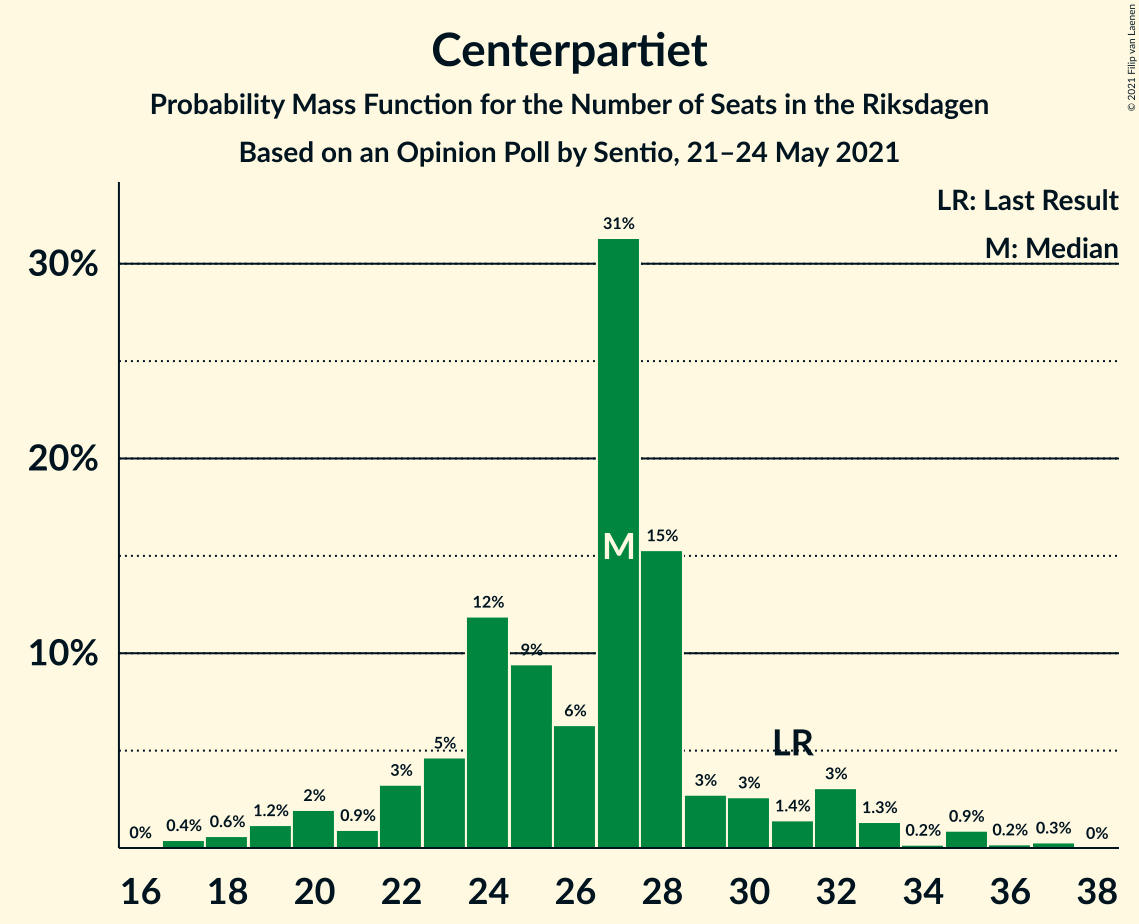 Centerpartiet
Probability Mass Function for the Number of Seats in the Riksdagen
Based on an Opinion Poll by Sentio, 21–24 May 2021
© 2021 Filip van Laenen
LR: Last Result
M: Median
30%
20%
10%
0% 0.4% 0.6% 1.2% 2% 0.9% 3% 5% 12% 9% 6% 31% 15% 3% 3% 1.4% 3% 1.3% 0.2% 0.9% 0.2% 0.3% 0%
M
LR
16 18 20 22 24 26 28 30 32 34 36 38